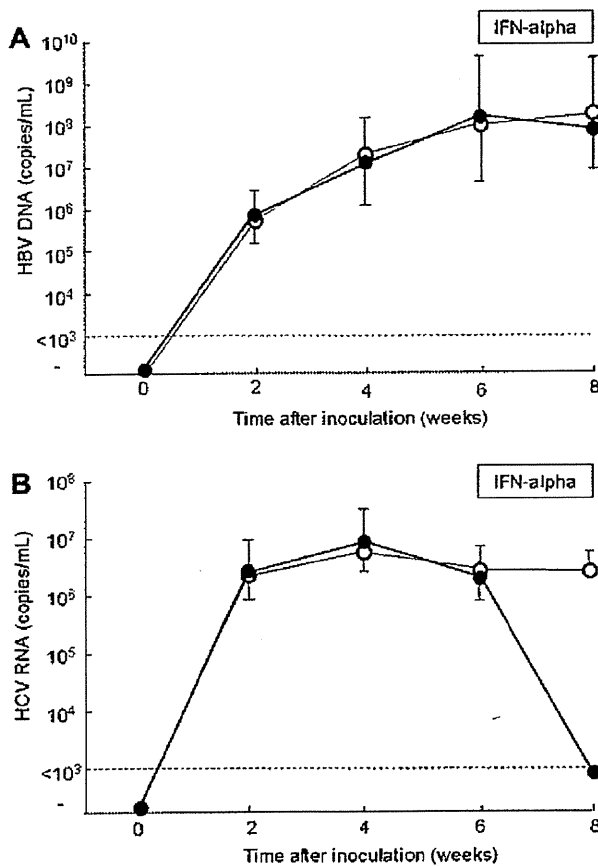 A
IFN-alpha
10¹⁰
10⁹
10⁸
10⁷
10⁶
10⁵
10⁴
<10³
-
HBV DNA (copies/mL)
0 2 4 6 8
Time after inoculation (weeks)
B
IFN-alpha
10⁸
10⁷
10⁶
10⁵
10⁴
<10³
-
HCV RNA (copies/mL)
0 2 4 6 8
Time after inoculation (weeks)